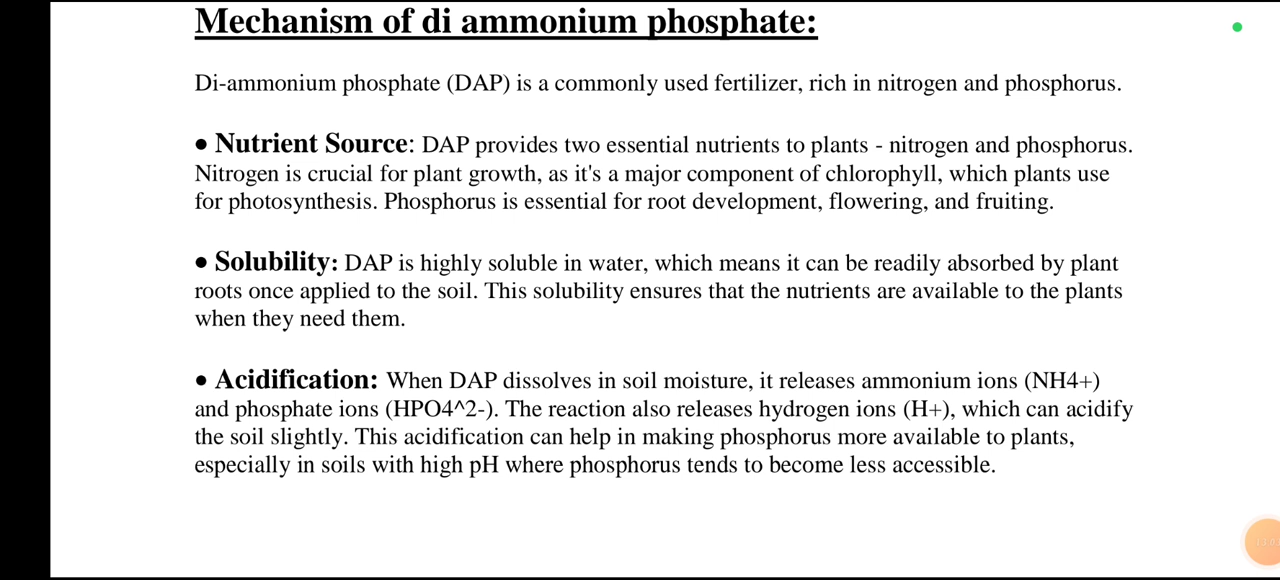 Mechanism of di ammonium phosphate:
Di-ammonium phosphate (DAP) is a commonly used fertilizer, rich in nitrogen and phosphorus.
• Nutrient Source: DAP provides two essential nutrients to plants - nitrogen and phosphorus.
Nitrogen is crucial for plant growth, as it's a major component of chlorophyll, which plants use
for photosynthesis. Phosphorus is essential for root development, flowering, and fruiting.
• Solubility: DAP is highly soluble in water, which means it can be readily absorbed by plant
roots once applied to the soil. This solubility ensures that the nutrients are available to the plants
when they need them.
• Acidification: When DAP dissolves in soil moisture, it releases ammonium ions (NH4+)
and phosphate ions (HPO4^2-). The reaction also releases hydrogen ions (H+), which can acidify
the soil slightly. This acidification can help in making phosphorus more available to plants,
especially in soils with high pH where phosphorus tends to become less accessible.